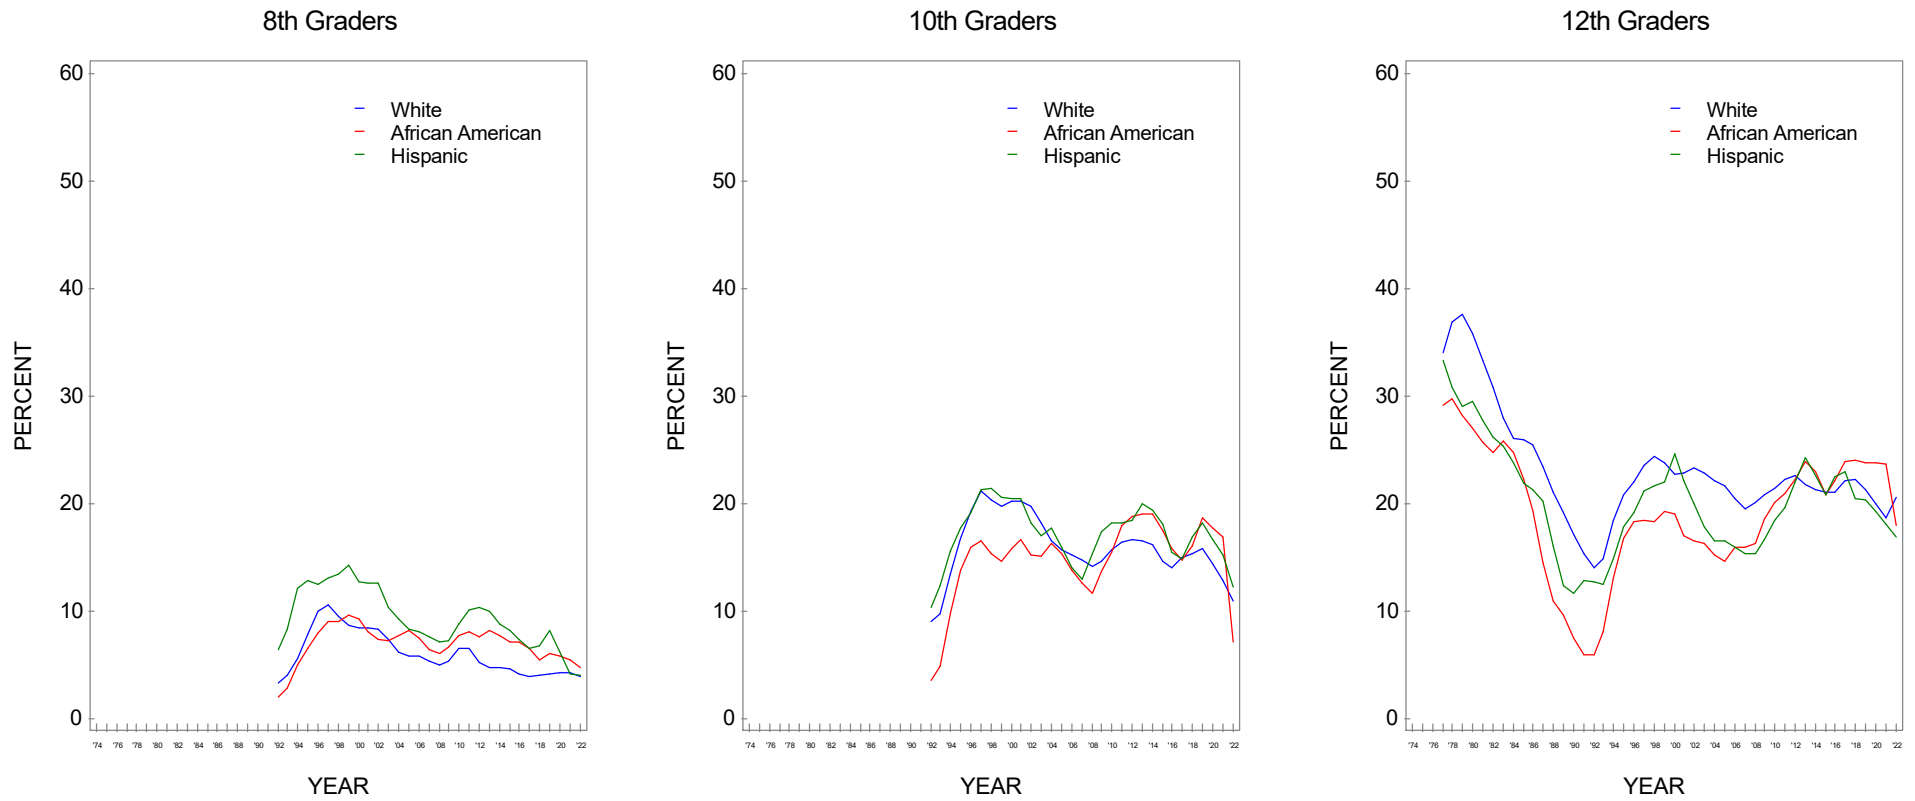 8th Graders
60
50
40
30
20
10
0
PERCENT
White
African American
Hispanic
'74 '76 '78 '80 '82 '84 '86 '88 '90 '92 '94 '96 '98 '00 '02 '04 '06 '08 '10 '12 '14 '16 '18 '20 '22
YEAR
10th Graders
60
50
40
30
20
10
0
PERCENT
White
African American
Hispanic
'74 '76 '78 '80 '82 '84 '86 '88 '90 '92 '94 '96 '98 '00 '02 '04 '06 '08 '10 '12 '14 '16 '18 '20 '22
YEAR
12th Graders
60
50
40
30
20
10
0
PERCENT
White
African American
Hispanic
'74 '76 '78 '80 '82 '84 '86 '88 '90 '92 '94 '96 '98 '00 '02 '04 '06 '08 '10 '12 '14 '16 '18 '20 '22
YEAR